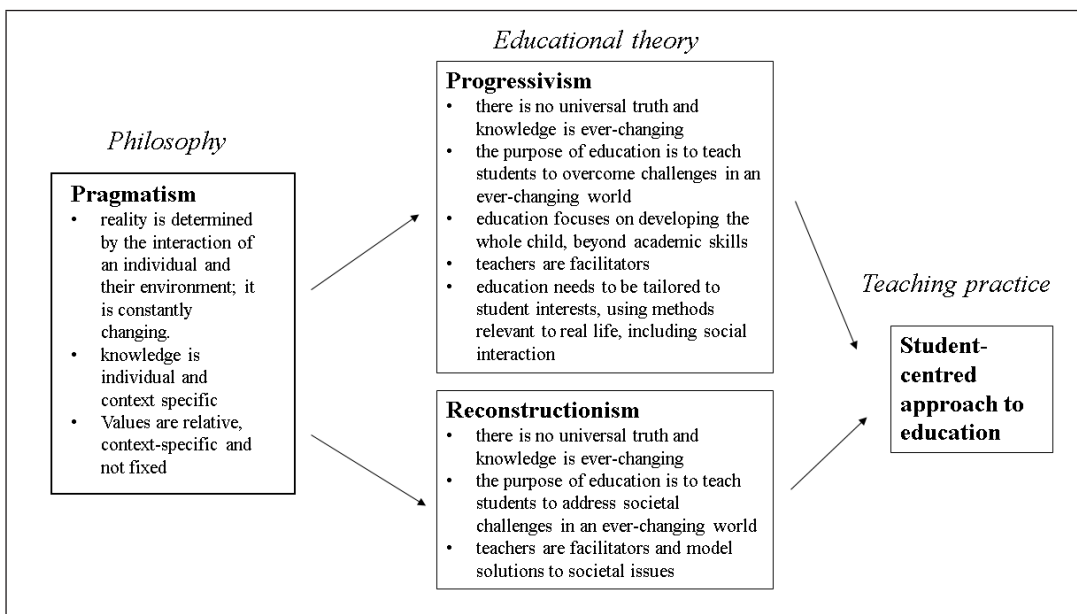 Philosophy
Pragmatism
• reality is determined
by the interaction of
an individual and
their environment; it
is constantly
changing.
• knowledge is
individual and
context specific
• Values are relative,
context-specific and
not fixed
Educational theory
Progressivism
• there is no universal truth and
knowledge is ever-changing
• the purpose of education is to teach
students to overcome challenges in an
ever-changing world
• education focuses on developing the
whole child, beyond academic skills
• teachers are facilitators
• education needs to be tailored to
student interests, using methods
relevant to real life, including social
interaction
Reconstructionism
• there is no universal truth and
knowledge is ever-changing
• the purpose of education is to teach
students to address societal
challenges in an ever-changing world
• teachers are facilitators and model
solutions to societal issues
Teaching practice
Student-
centred
approach to
education